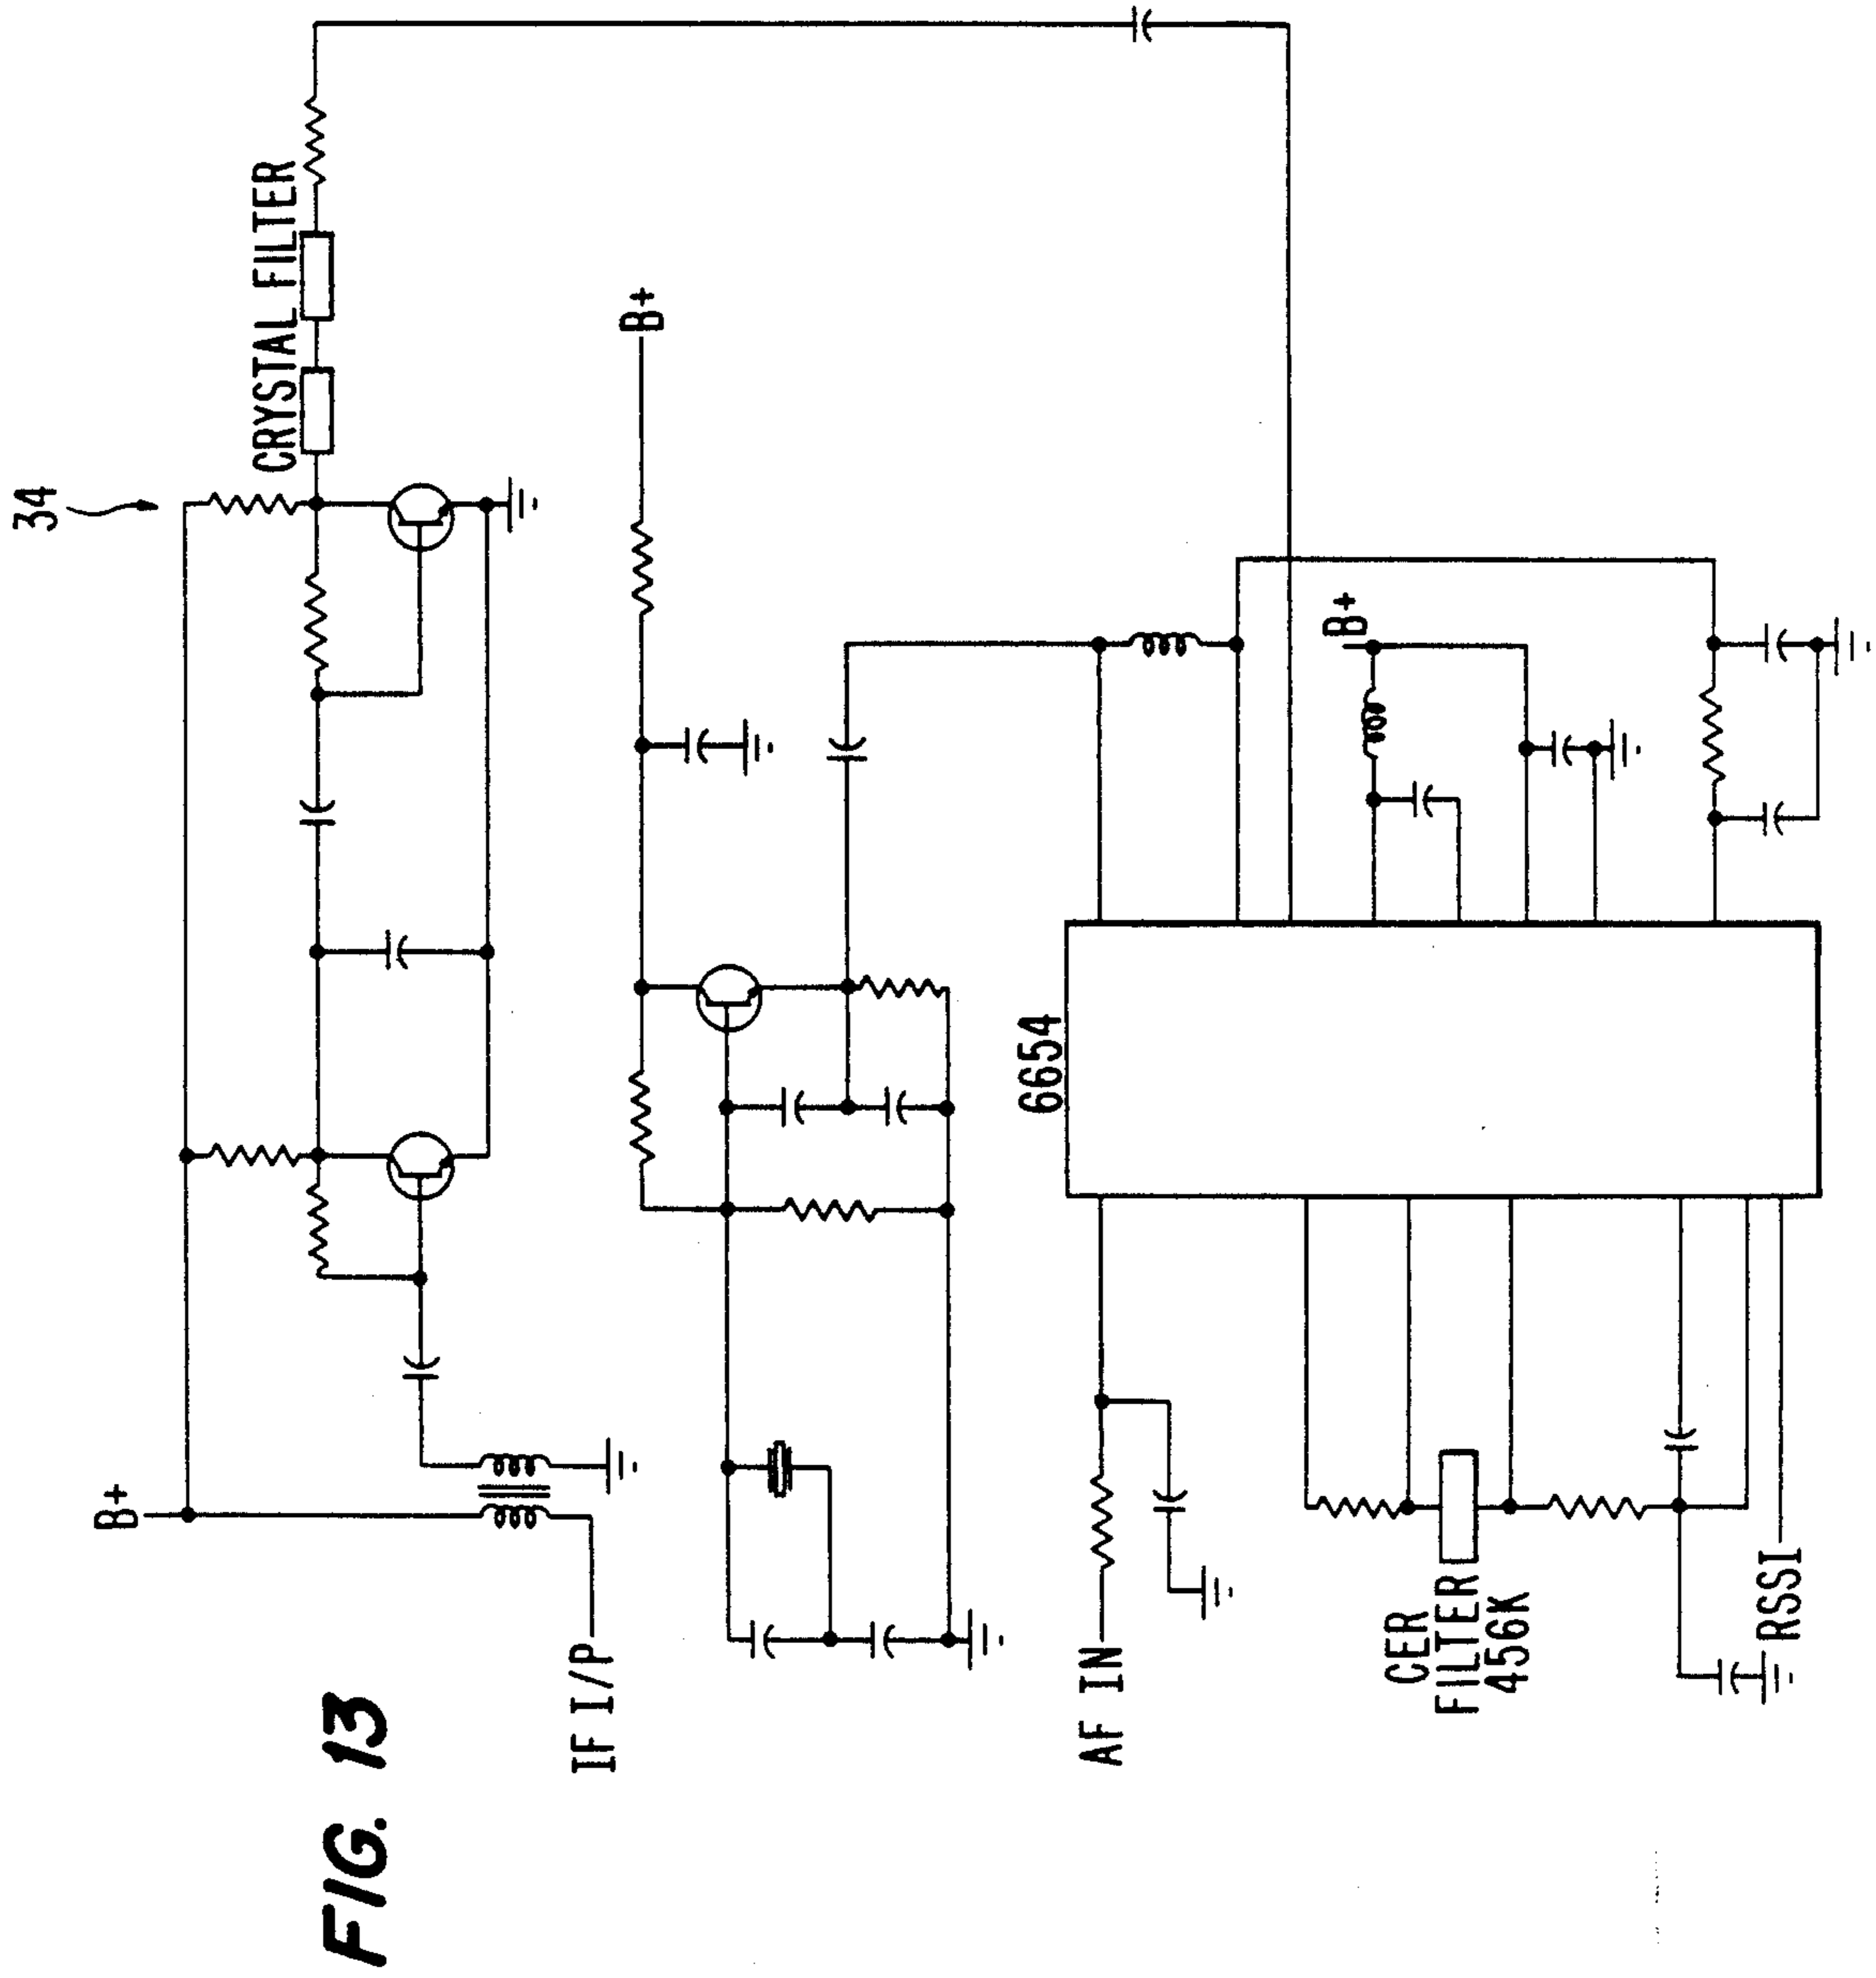 34
CRYSTAL FILTER
B+
B+
B+
6654
IF I/P
AF IN
CER
FILTER
456K
RSSI
FIG. 13